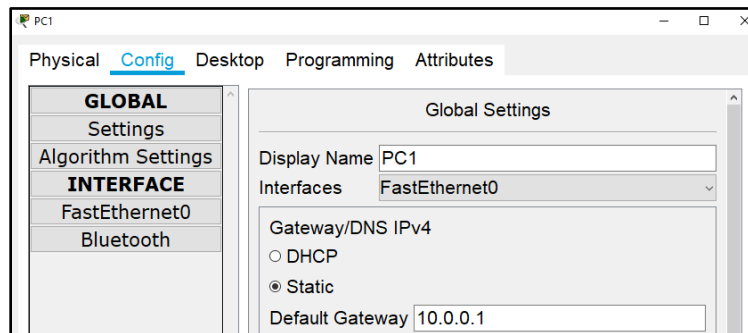 PC1
Physical Config Desktop Programming Attributes
GLOBAL
Settings
Algorithm Settings
INTERFACE
FastEthernet0
Bluetooth
Global Settings
Display Name PC1
Interfaces FastEthernet0
Gateway/DNS IPv4
DHCP
Static
Default Gateway 10.0.0.1